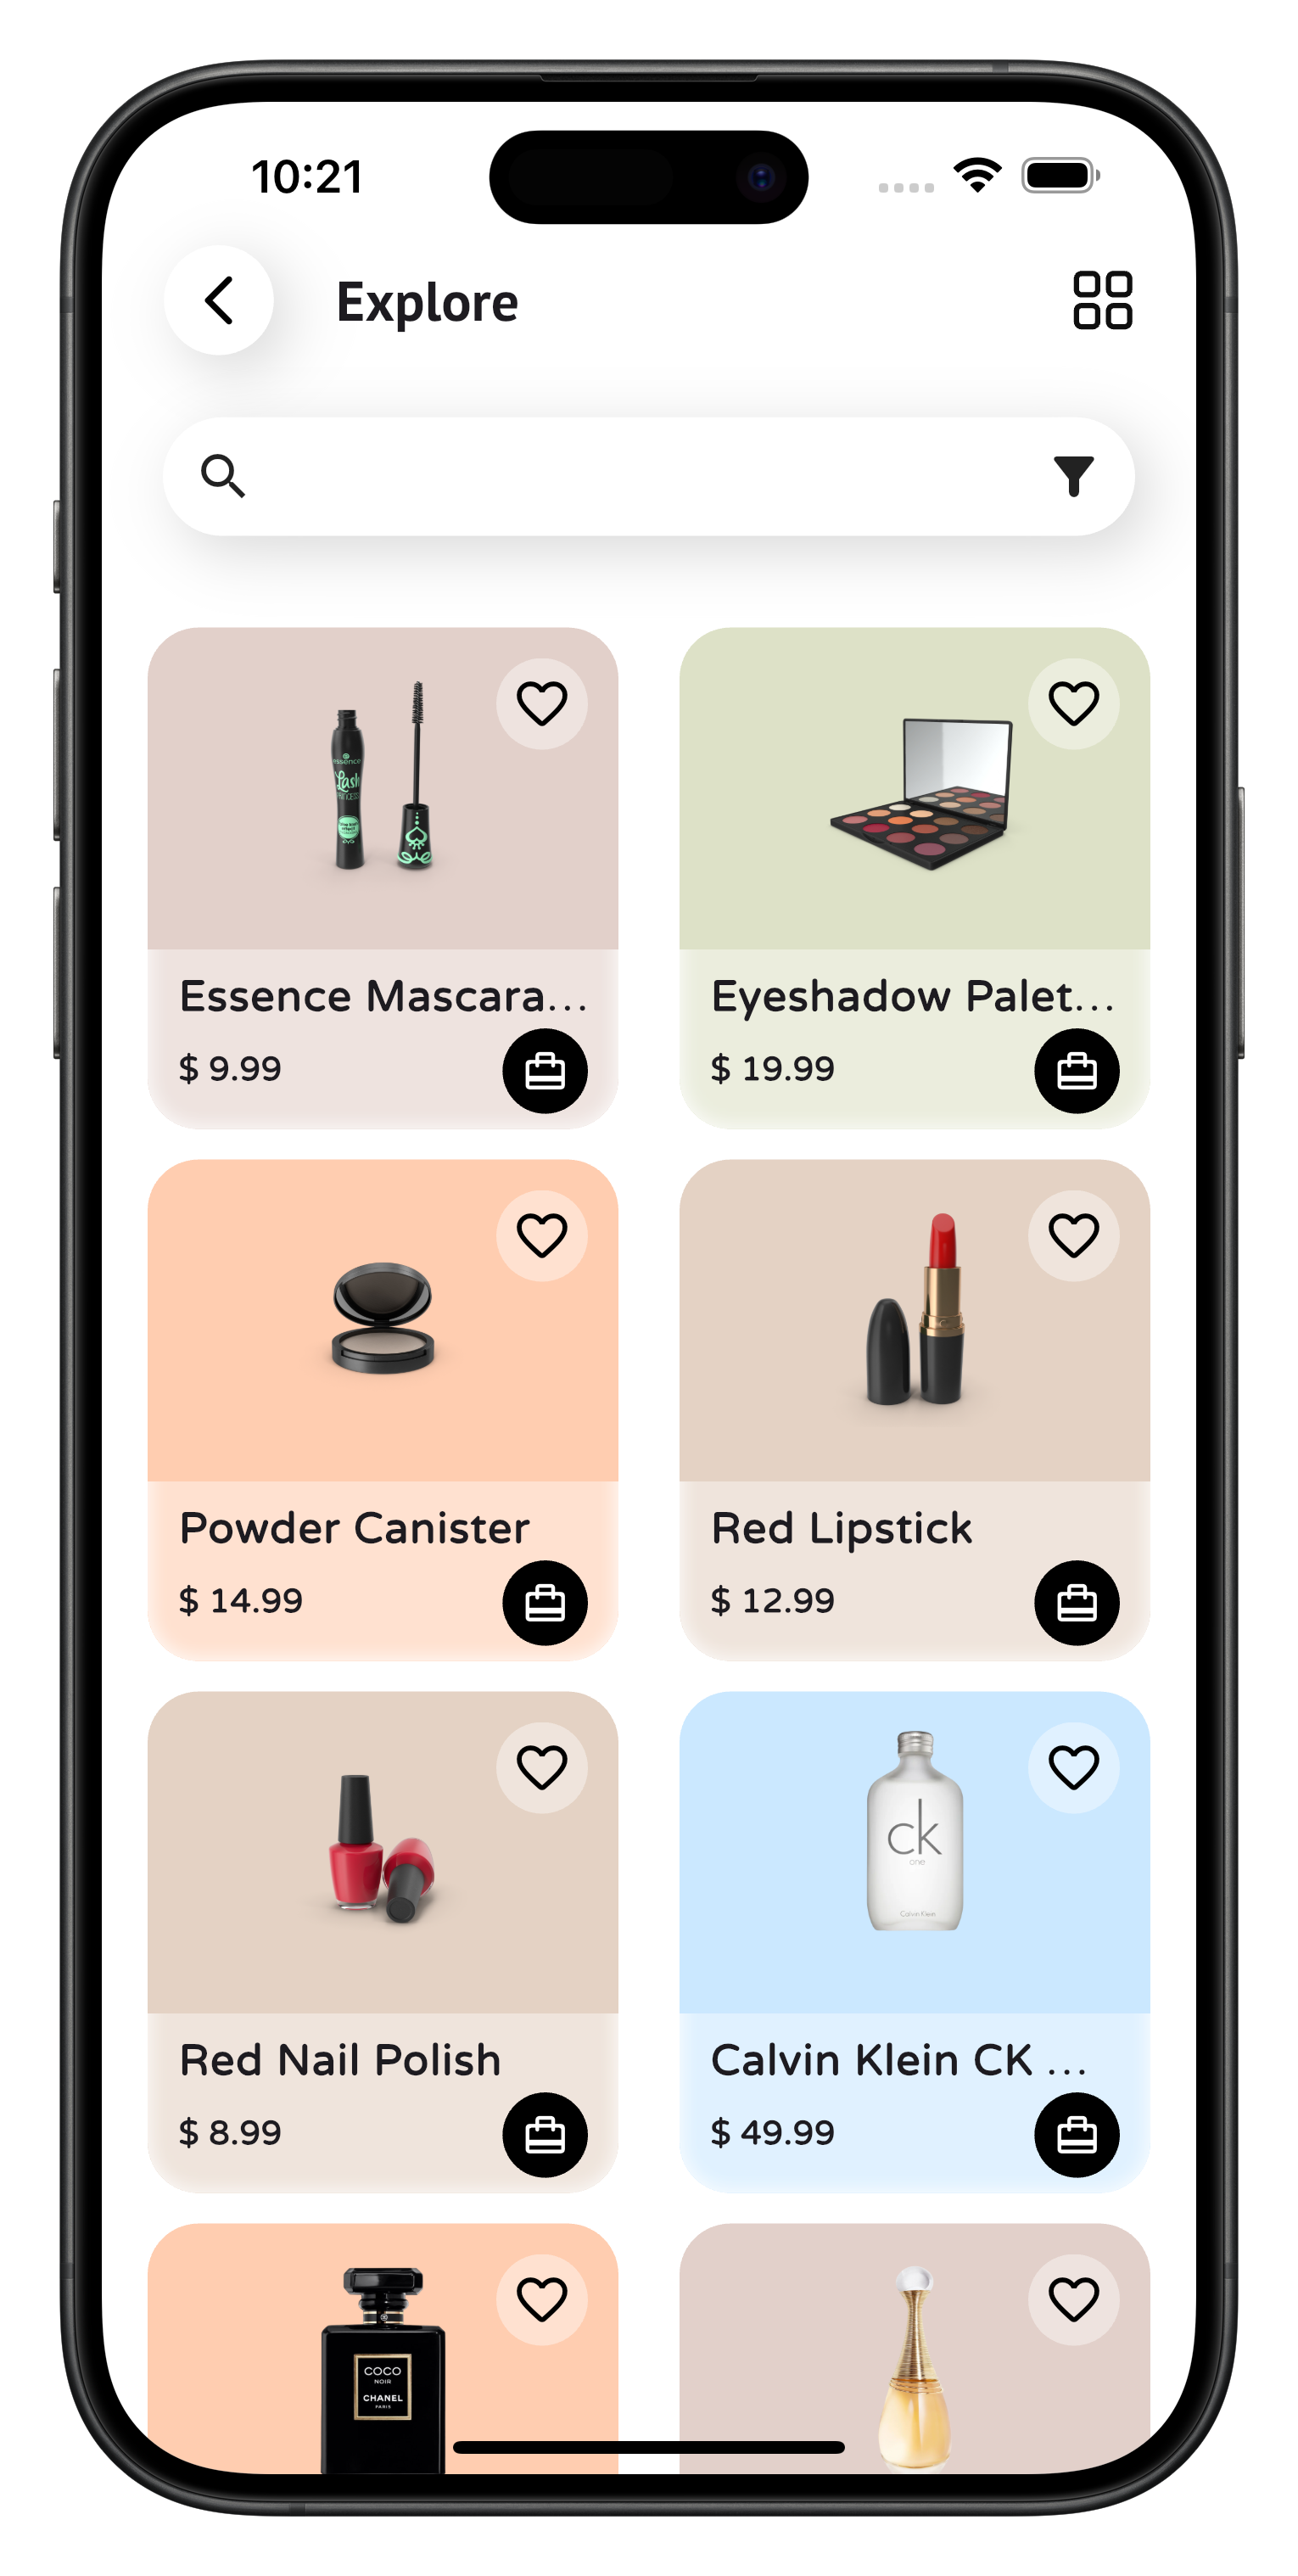 10:21
Explore
essence
Lash
PRINCESS
Essence Mascara...
$ 9.99
Eyeshadow Palet...
$ 19.99
Powder Canister
$ 14.99
Red Lipstick
$ 12.99
ck
one
Calvin Klein
Red Nail Polish
$ 8.99
Calvin Klein CK ...
$ 49.99
COCO
NOIR
CHANEL
PARIS